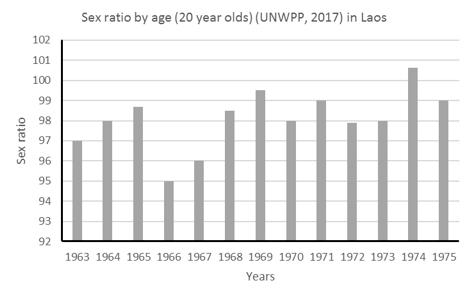 Sex ratio by age (20 year olds) (UNWPP, 2017) in Laos
102
101
100
99
98
97
96
95
94
93
92
Sex ratio
1963 1964 1965 1966 1967 1968 1969 1970 1971 1972 1973 1974 1975
Years